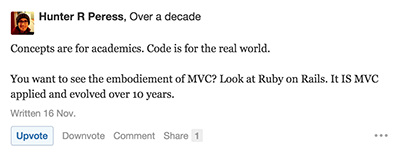 Hunter R Peress, Over a decade
Concepts are for academics. Code is for the real world.
You want to see the embodiement of MVC? Look at Ruby on Rails. It IS MVC
applied and evolved over 10 years.
Written 16 Nov.
Upvote Downvote Comment Share 1